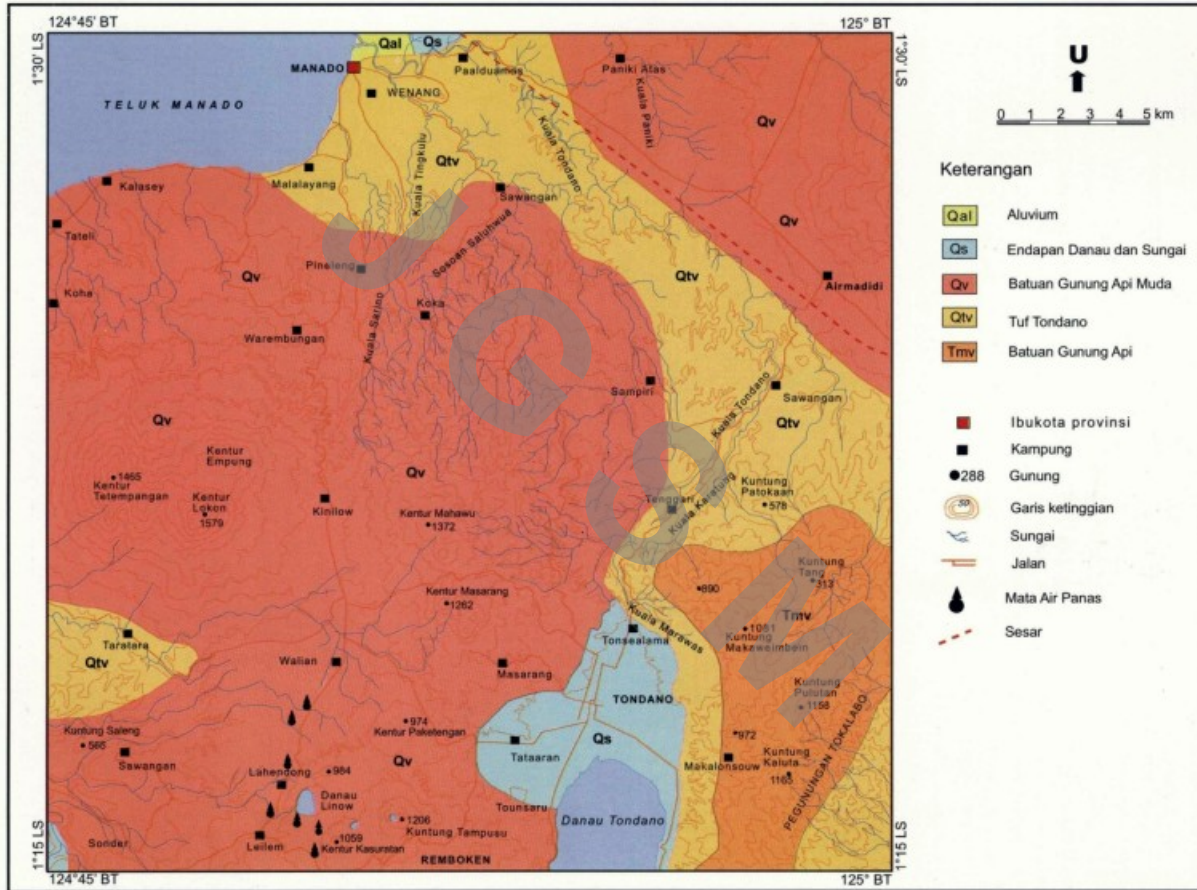 124°45' BT
125° BT
1°30' LS
1°30' LS
Qal
Qs
MANADO
Paalduamas
Paniki Atas
WENANG
TELUK MANADO
Kuala Paniki
Qv
Kuala Tondano
Kuala Tingkulu
Qtv
Malalayang
Kalasey
Sawangan
Tateli
Sosoan Saluhwua
Qv
Pineleng
Qv
Qtv
Airmadidi
Koha
Koka
Kuala Satino
Warembungan
Sampiri
Kuala Tondano
Sawangan
Qv
Qtv
Kentur
Empung
Qv
1465
Kentur
Tetempangan
Kentur
Lokon
1579
Kinilow
Kentur Mahawu
1372
Tenggari
Kuala Karatung
Kuntung
Patokaan
578
Kuntung
Tang
313
890
Kentur Masarang
1262
Kuala Marawas
Tmv
1081
Kuntung
Makaweimbein
Taratara
Tonsealama
Qtv
Walian
Masarang
TONDANO
Kuntung
Pulutan
1158
974
Kentur Paketengan
Kuntung Saleng
565
Sawangan
Qs
Tataaran
972
Makalonsouw
Kuntung
Kaluta
1165
PEGUNUNGAN TOKALABO
Qv
984
Lahendong
Danau
Linow
Tounsaru
1206
Kuntung Tampusu
Danau Tondano
Sonder
Leilem
1059
Kentur Kasuratan
REMBOKEN
1°15' LS
1°15' LS
124°45' BT
125° BT
U
0 1 2 3 4 5 km
Keterangan
Qal Aluvium
Qs Endapan Danau dan Sungai
Qv Batuan Gunung Api Muda
Qtv Tuf Tondano
Tmv Batuan Gunung Api
Ibukota provinsi
Kampung
288 Gunung
50 Garis ketinggian
Sungai
Jalan
Mata Air Panas
Sesar
J G S M